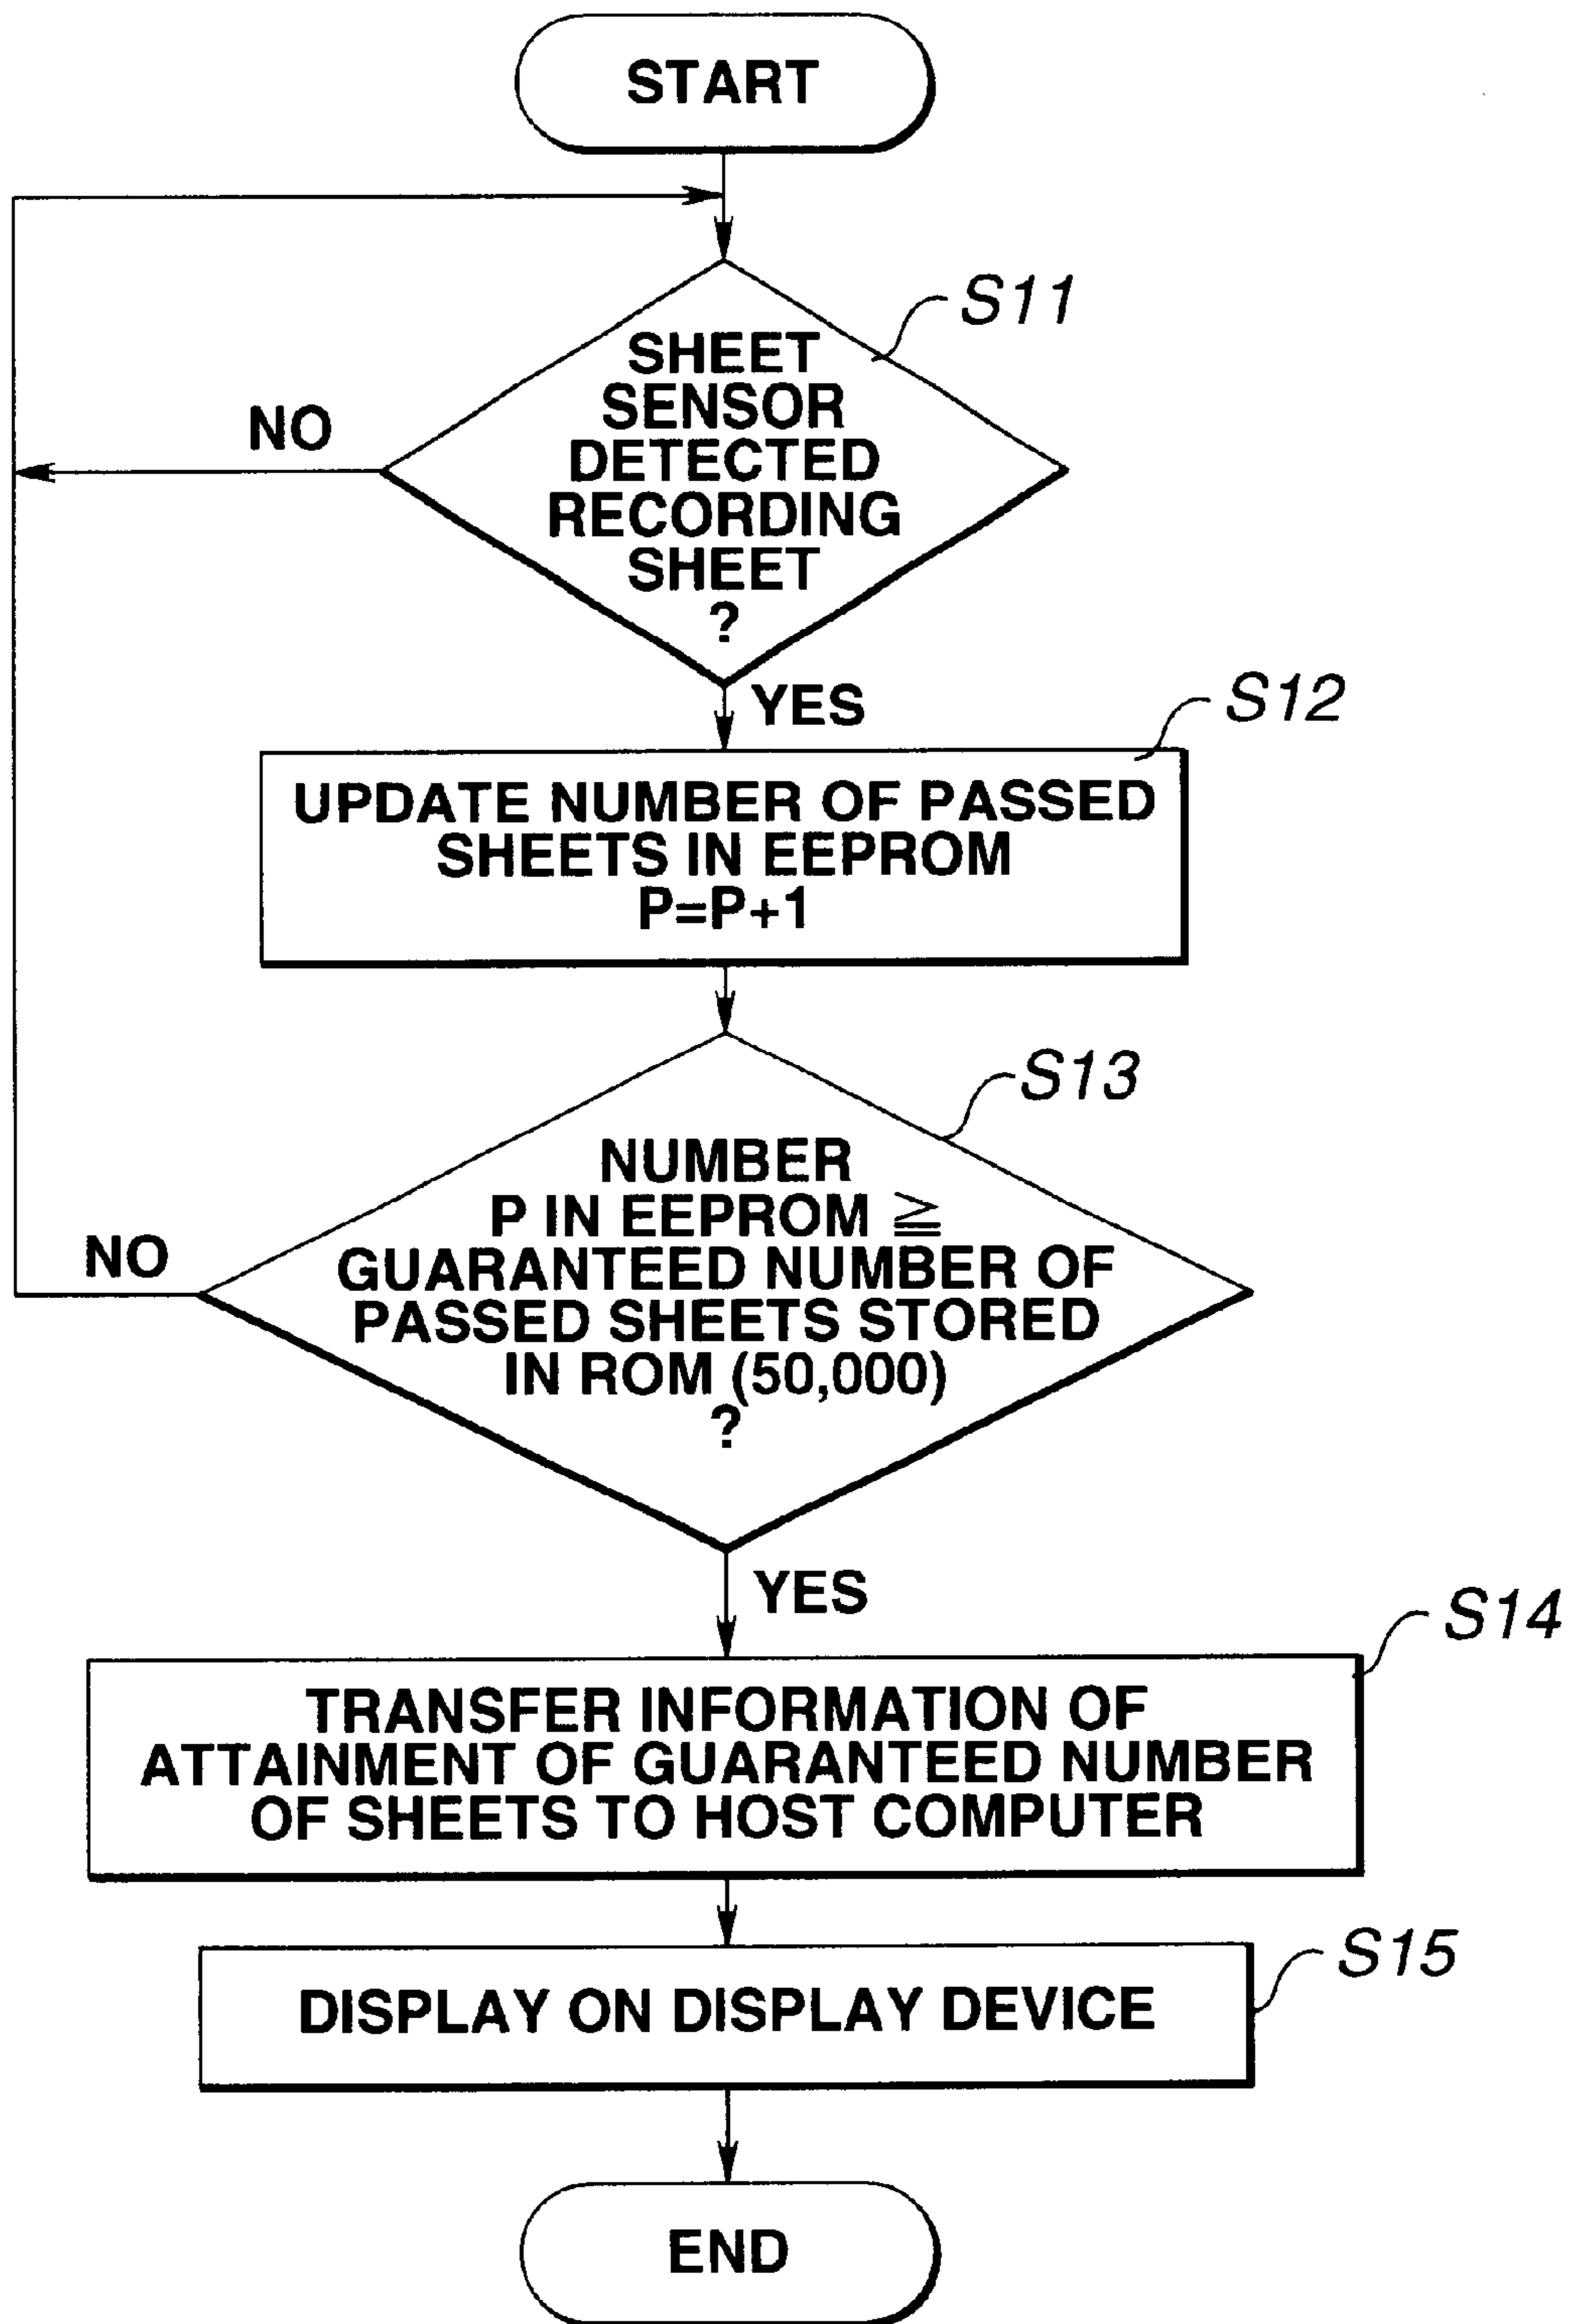 START
S11
SHEET
SENSOR
DETECTED
RECORDING
SHEET
?
NO
YES
S12
UPDATE NUMBER OF PASSED
SHEETS IN EEPROM
P=P+1
S13
NUMBER
P IN EEPROM ≧
GUARANTEED NUMBER OF
PASSED SHEETS STORED
IN ROM (50,000)
?
NO
YES
S14
TRANSFER INFORMATION OF
ATTAINMENT OF GUARANTEED NUMBER
OF SHEETS TO HOST COMPUTER
S15
DISPLAY ON DISPLAY DEVICE
END